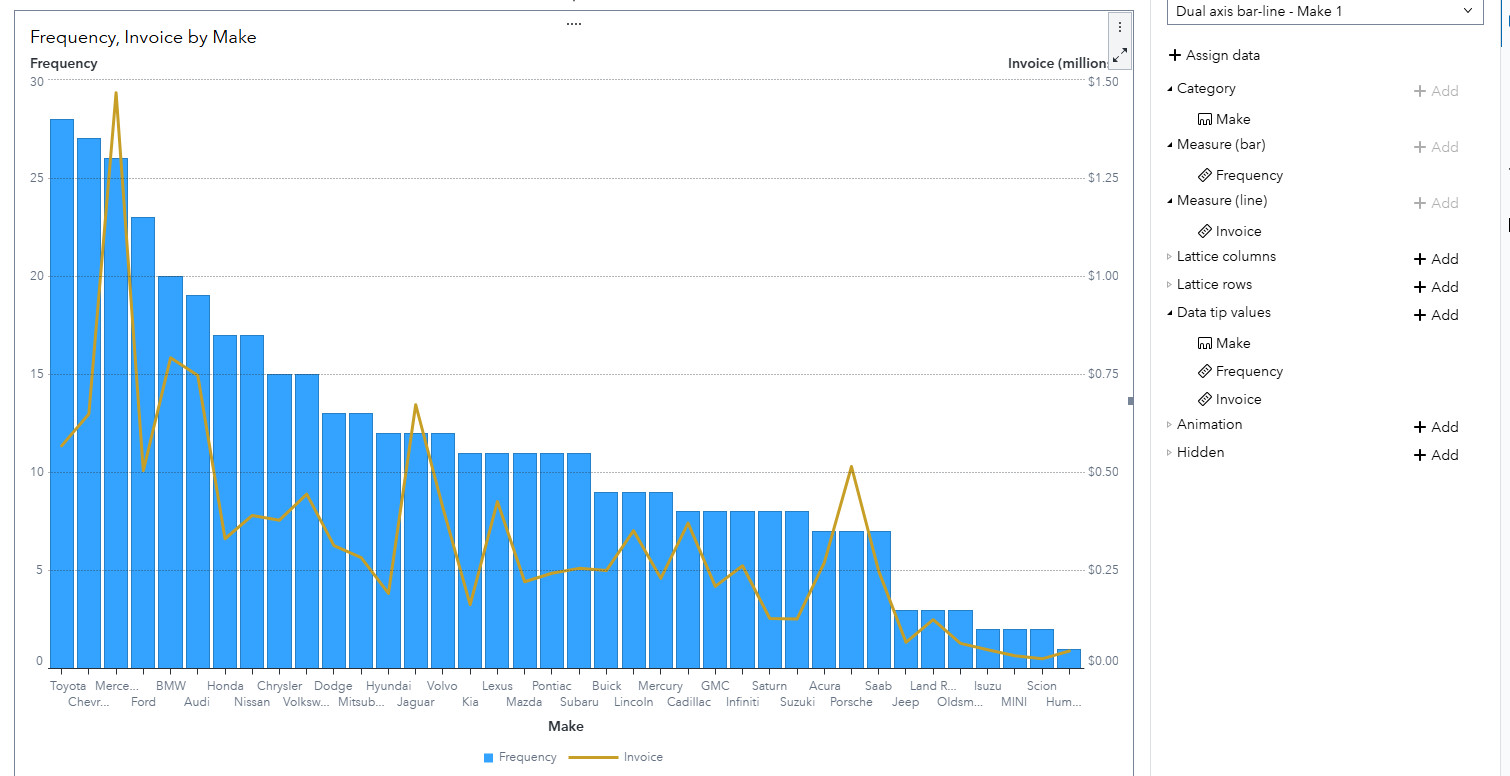 Frequency, Invoice by Make
Frequency
Invoice (million
30
25
20
15
10
5
0
$1.50
$1.25
$1.00
$0.75
$0.50
$0.25
$0.00
Toyota Merce... BMW Honda Chrysler Dodge Hyundai Volvo Lexus Pontiac Buick Mercury GMC Saturn Acura Saab Land R... Isuzu Scion
Chevr... Ford Audi Nissan Volksw... Mitsub... Jaguar Kia Mazda Subaru Lincoln Cadillac Infiniti Suzuki Porsche Jeep Oldsm... MINI Hum...
Make
Frequency Invoice
Dual axis bar-line - Make 1
Assign data
Category + Add
Make
Measure (bar) + Add
Frequency
Measure (line) + Add
Invoice
Lattice columns + Add
Lattice rows + Add
Data tip values + Add
Make
Frequency
Invoice
Animation + Add
Hidden + Add